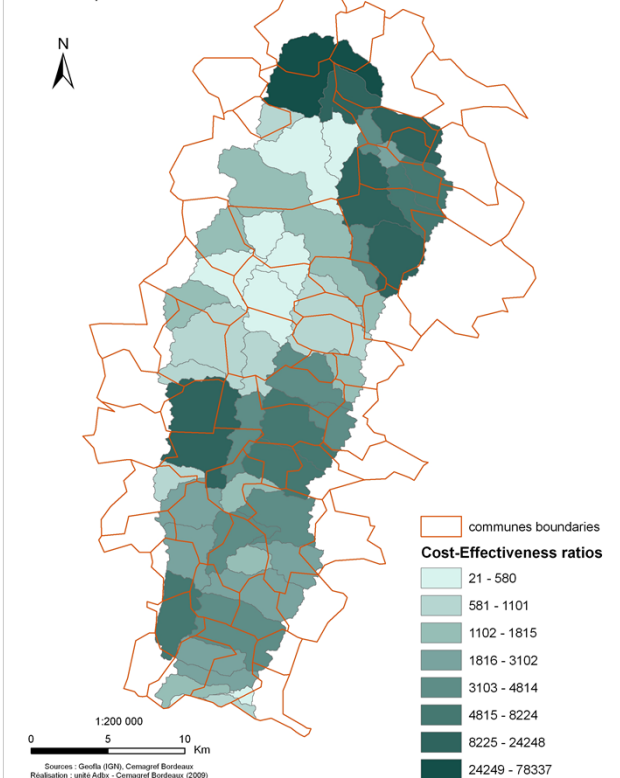 N
communes boundaries
Cost-Effectiveness ratios
21 - 580
581 - 1101
1102 - 1815
1816 - 3102
3103 - 4814
4815 - 8224
8225 - 24248
24249 - 78337
1:200 000
0 5 10
Km
Sources : Geofla (IGN), Cemagref Bordeaux
Réalisation : unité Adbx - Cemagref Bordeaux (2009)